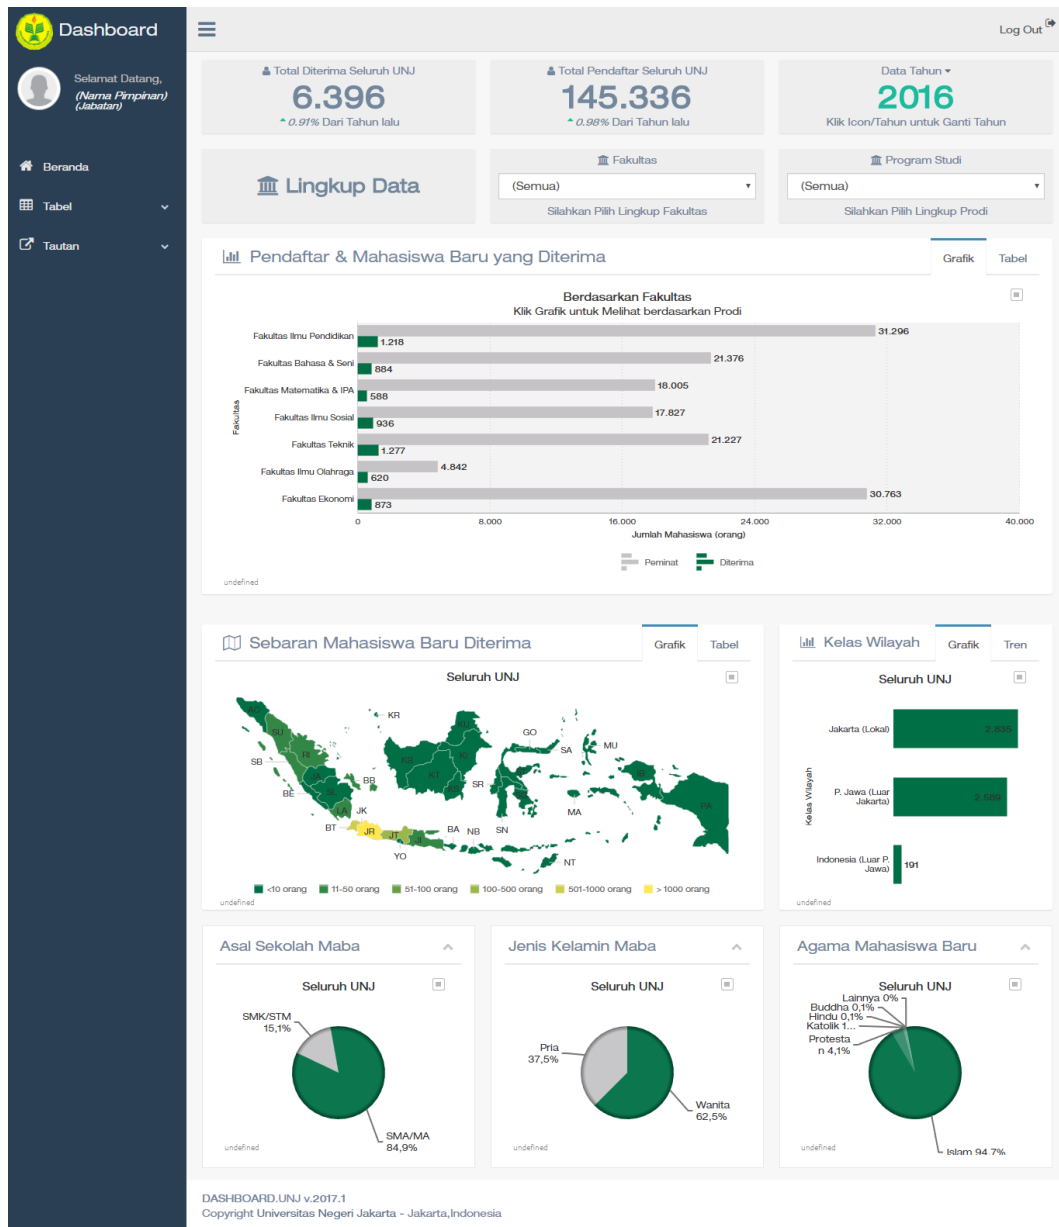 Dashboard
Log Out
Selamat Datang,
(Nama Pimpinan)
(Jabatan)
Beranda
Tabel
Tautan
Total Diterima Seluruh UNJ
6.396
0.91% Dari Tahun lalu
Total Pendaftar Seluruh UNJ
145.336
0.98% Dari Tahun lalu
Data Tahun
2016
Klik Icon/Tahun untuk Ganti Tahun
Lingkup Data
Fakultas
(Semua)
Silahkan Pilih Lingkup Fakultas
Program Studi
(Semua)
Silahkan Pilih Lingkup Prodi
Pendaftar & Mahasiswa Baru yang Diterima
Grafik
Tabel
Berdasarkan Fakultas
Klik Grafik untuk Melihat berdasarkan Prodi
Fakultas
Fakultas Ilmu Pendidikan
31.296
1.218
Fakultas Bahasa & Seni
21.376
884
Fakultas Matematika & IPA
18.005
588
Fakultas Ilmu Sosial
17.827
936
Fakultas Teknik
21.227
1.277
Fakultas Ilmu Olahraga
4.842
620
Fakultas Ekonomi
30.763
873
0 8.000 16.000 24.000 32.000 40.000
Jumlah Mahasiswa (orang)
Peminat Diterima
undefined
Sebaran Mahasiswa Baru Diterima
Grafik
Tabel
Seluruh UNJ
AC
KR
SU
KU
GO
SA
MU
RI
SB
KB
KI
IB
JA
KT
BB
SR
BE
SL
KS
PA
LA
JK
MA
BT
JR
JT
JI
BA
NB
SN
YO
NT
<10 orang 11-50 orang 51-100 orang 100-500 orang 501-1000 orang > 1000 orang
undefined
Kelas Wilayah
Grafik
Tren
Seluruh UNJ
Kelas Wilayah
Jakarta (Lokal)
2.835
P. Jawa (Luar
Jakarta)
2.589
Indonesia (Luar P.
Jawa)
191
undefined
Asal Sekolah Maba
Seluruh UNJ
SMK/STM
15,1%
SMA/MA
84,9%
undefined
Jenis Kelamin Maba
Seluruh UNJ
Pria
37,5%
Wanita
62,5%
undefined
Agama Mahasiswa Baru
Seluruh UNJ
Lainnya 0%
Buddha 0,1%
Hindu 0,1%
Katolik 1...
Protesta
n 4,1%
Islam 94,7%
undefined
DASHBOARD.UNJ v.2017.1
Copyright Universitas Negeri Jakarta - Jakarta,Indonesia